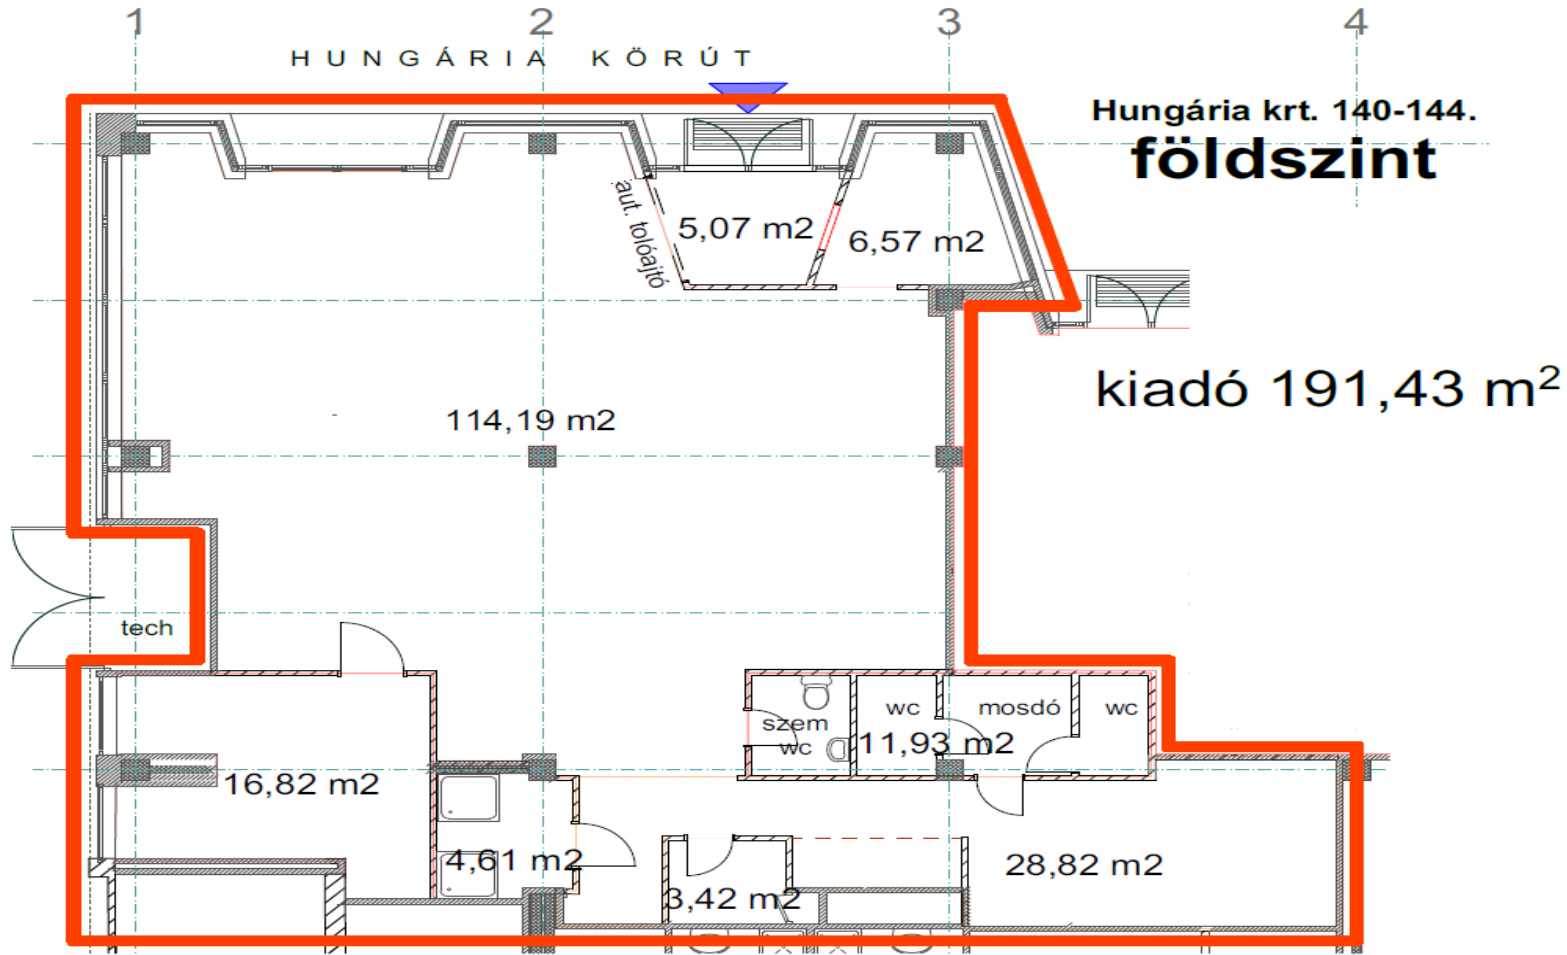 1 2 3 4
HUNGÁRIA KÖRÚT
Hungária krt. 140-144.
földszint
aut. tolóajtó
5,07 m2
6,57 m2
kiadó 191,43 m²
114,19 m2
tech
szem
wc
wc
mosdó
wc
11,93 m2
16,82 m2
4,61 m2
3,42 m2
28,82 m2